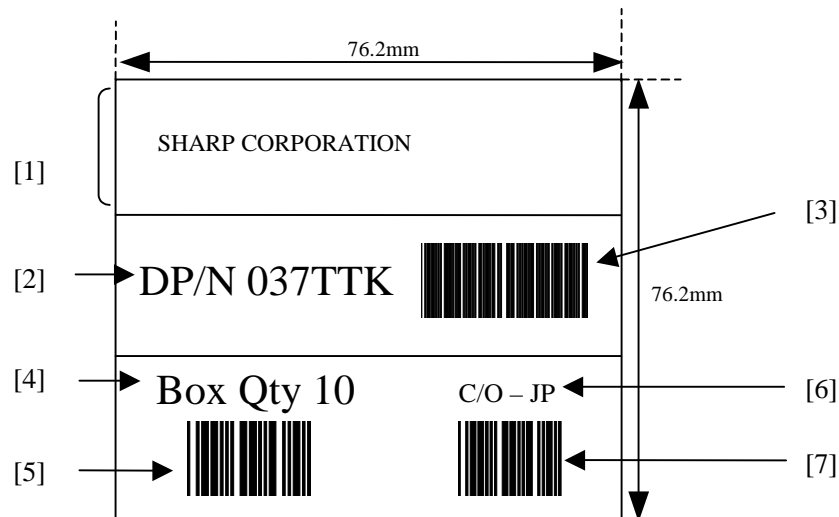 76.2mm
SHARP CORPORATION
[1]
[3]
[2] DP/N 037TTK
76.2mm
[4] Box Qty 10 C/O – JP [6]
[5] [7]